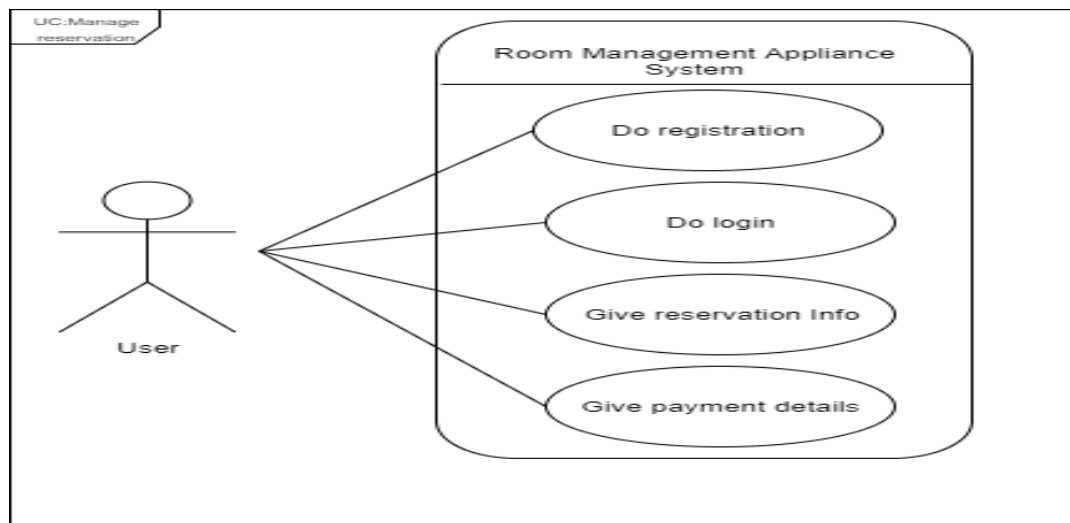 UC:Manage
reservation
Room Management Appliance
System
Do registration
Do login
Give reservation Info
Give payment details
User